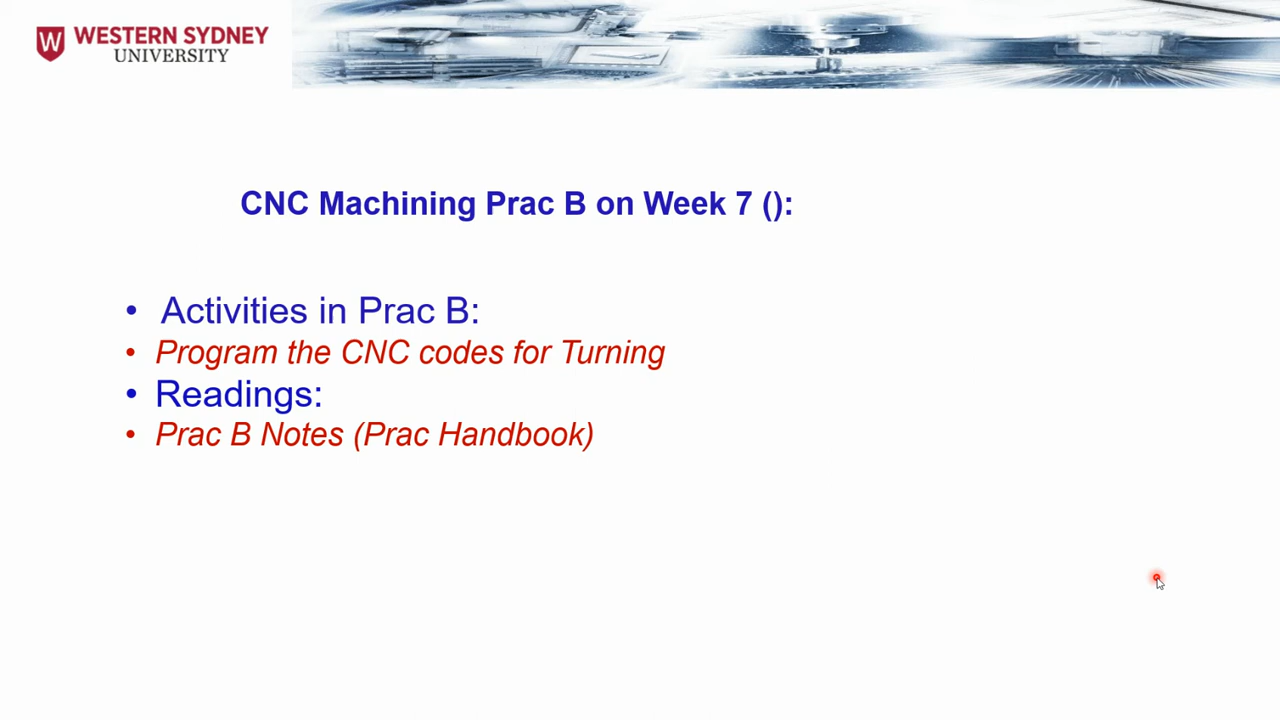 WESTERN SYDNEY
UNIVERSITY
CNC Machining Prac B on Week 7 ():
• Activities in Prac B:
• Program the CNC codes for Turning
• Readings:
• Prac B Notes (Prac Handbook)